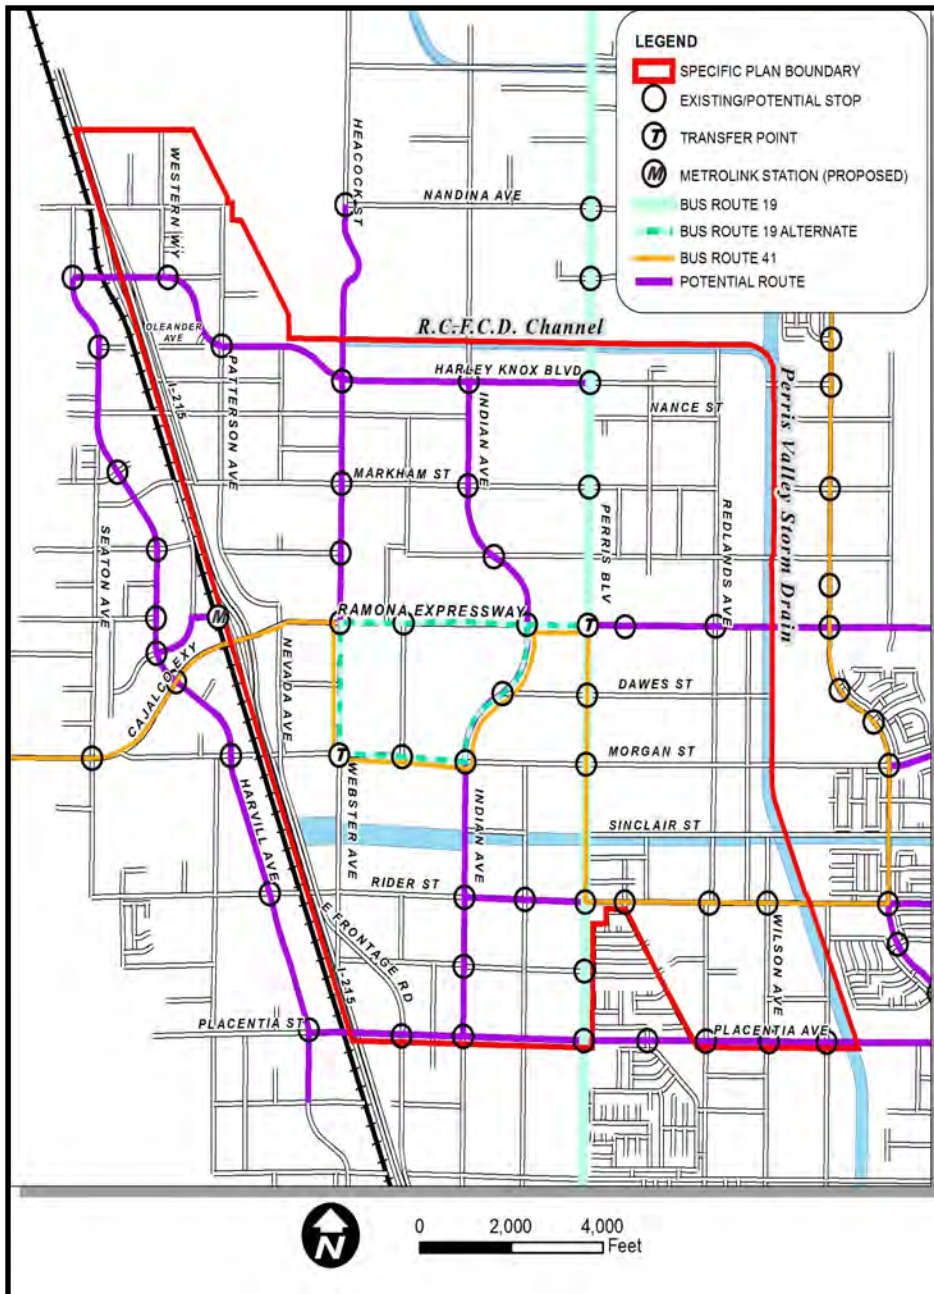 LEGEND
SPECIFIC PLAN BOUNDARY
EXISTING/POTENTIAL STOP
T TRANSFER POINT
M METROLINK STATION (PROPOSED)
BUS ROUTE 19
BUS ROUTE 19 ALTERNATE
BUS ROUTE 41
POTENTIAL ROUTE
HEACOCK ST
WESTERN WY
NANDINA AVE
OLEANDER
AVE
R.C.F.C.D. Channel
HARLEY KNOX BLVD
I-215
PATTERSON AVE
INDIAN AVE
NANCE ST
Perris Valley Storm Drain
MARKHAM ST
SEATON AVE
PERRIS BLV
REDLANDS AVE
RAMONA EXPRESSWAY
M
T
NEVADA AVE
CAJALCO EXY
DAWES ST
T
MORGAN ST
HARVILL AVE
WEBSTER AVE
INDIAN AVE
SINCLAIR ST
RIDER ST
E FRONTAGE RD
WILSON AVE
I-215
PLACENTIA ST
PLACENTIA AVE
N
0 2,000 4,000
Feet